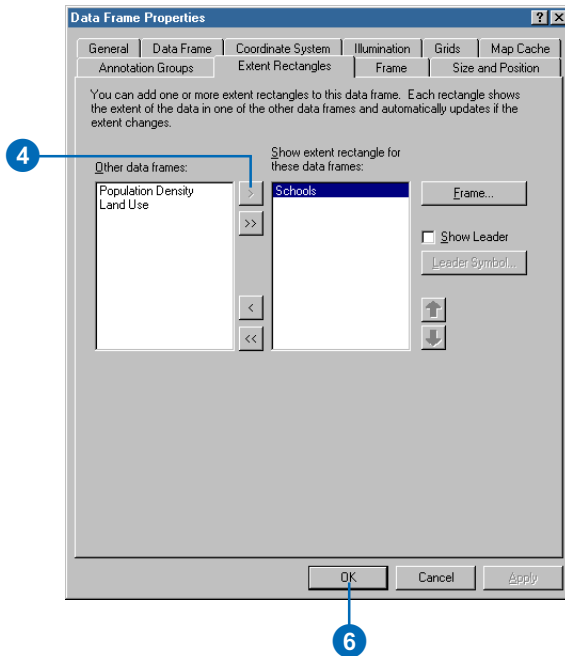 Data Frame Properties
General
Data Frame
Coordinate System
Illumination
Grids
Map Cache
Annotation Groups
Extent Rectangles
Frame
Size and Position
You can add one or more extent rectangles to this data frame. Each rectangle shows
the extent of the data in one of the other data frames and automatically updates if the
extent changes.
4
Other data frames:
Population Density
Land Use
>
>>
<
<<
Show extent rectangle for
these data frames:
Schools
Frame...
Show Leader
Leader Symbol...
OK
Cancel
Apply
6